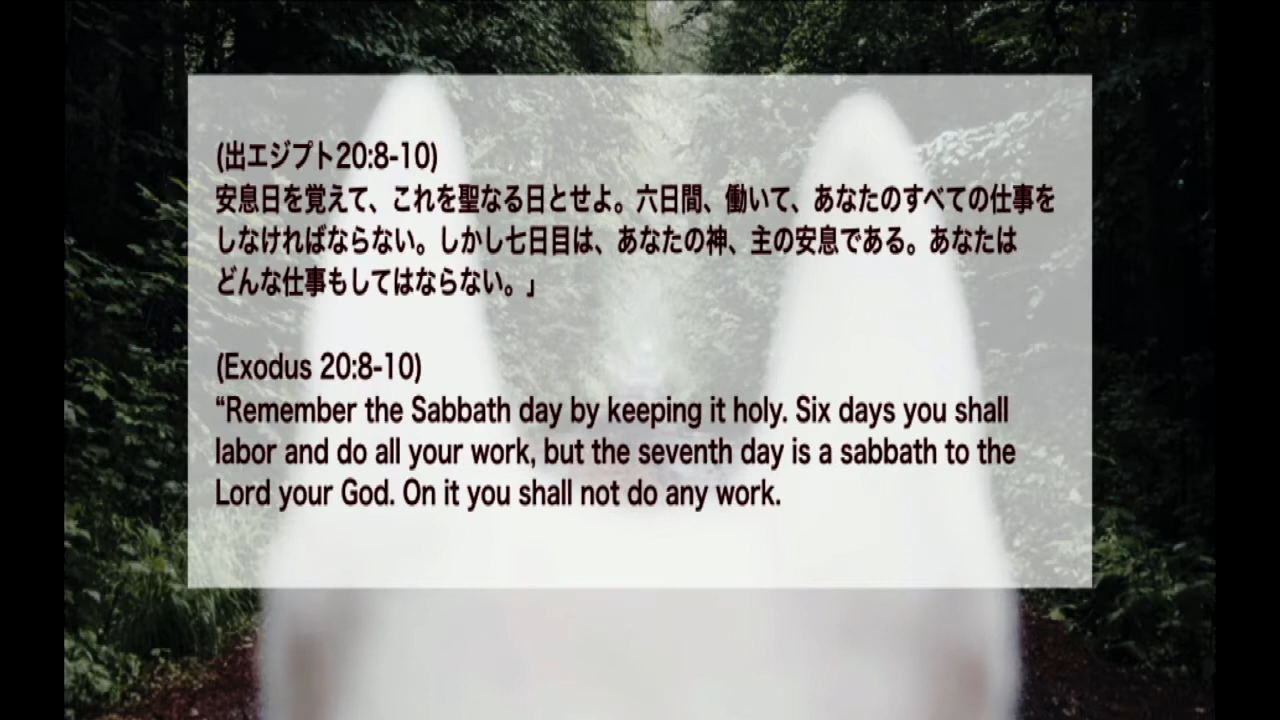 (出エジプト20:8-10)
安息日を覚えて、これを聖なる日とせよ。六日間、働いて、あなたのすべての仕事を
しなければならない。しかし七日目は、あなたの神、主の安息である。あなたは
どんな仕事もしてはならない。」
(Exodus 20:8-10)
“Remember the Sabbath day by keeping it holy. Six days you shall
labor and do all your work, but the seventh day is a sabbath to the
Lord your God. On it you shall not do any work.